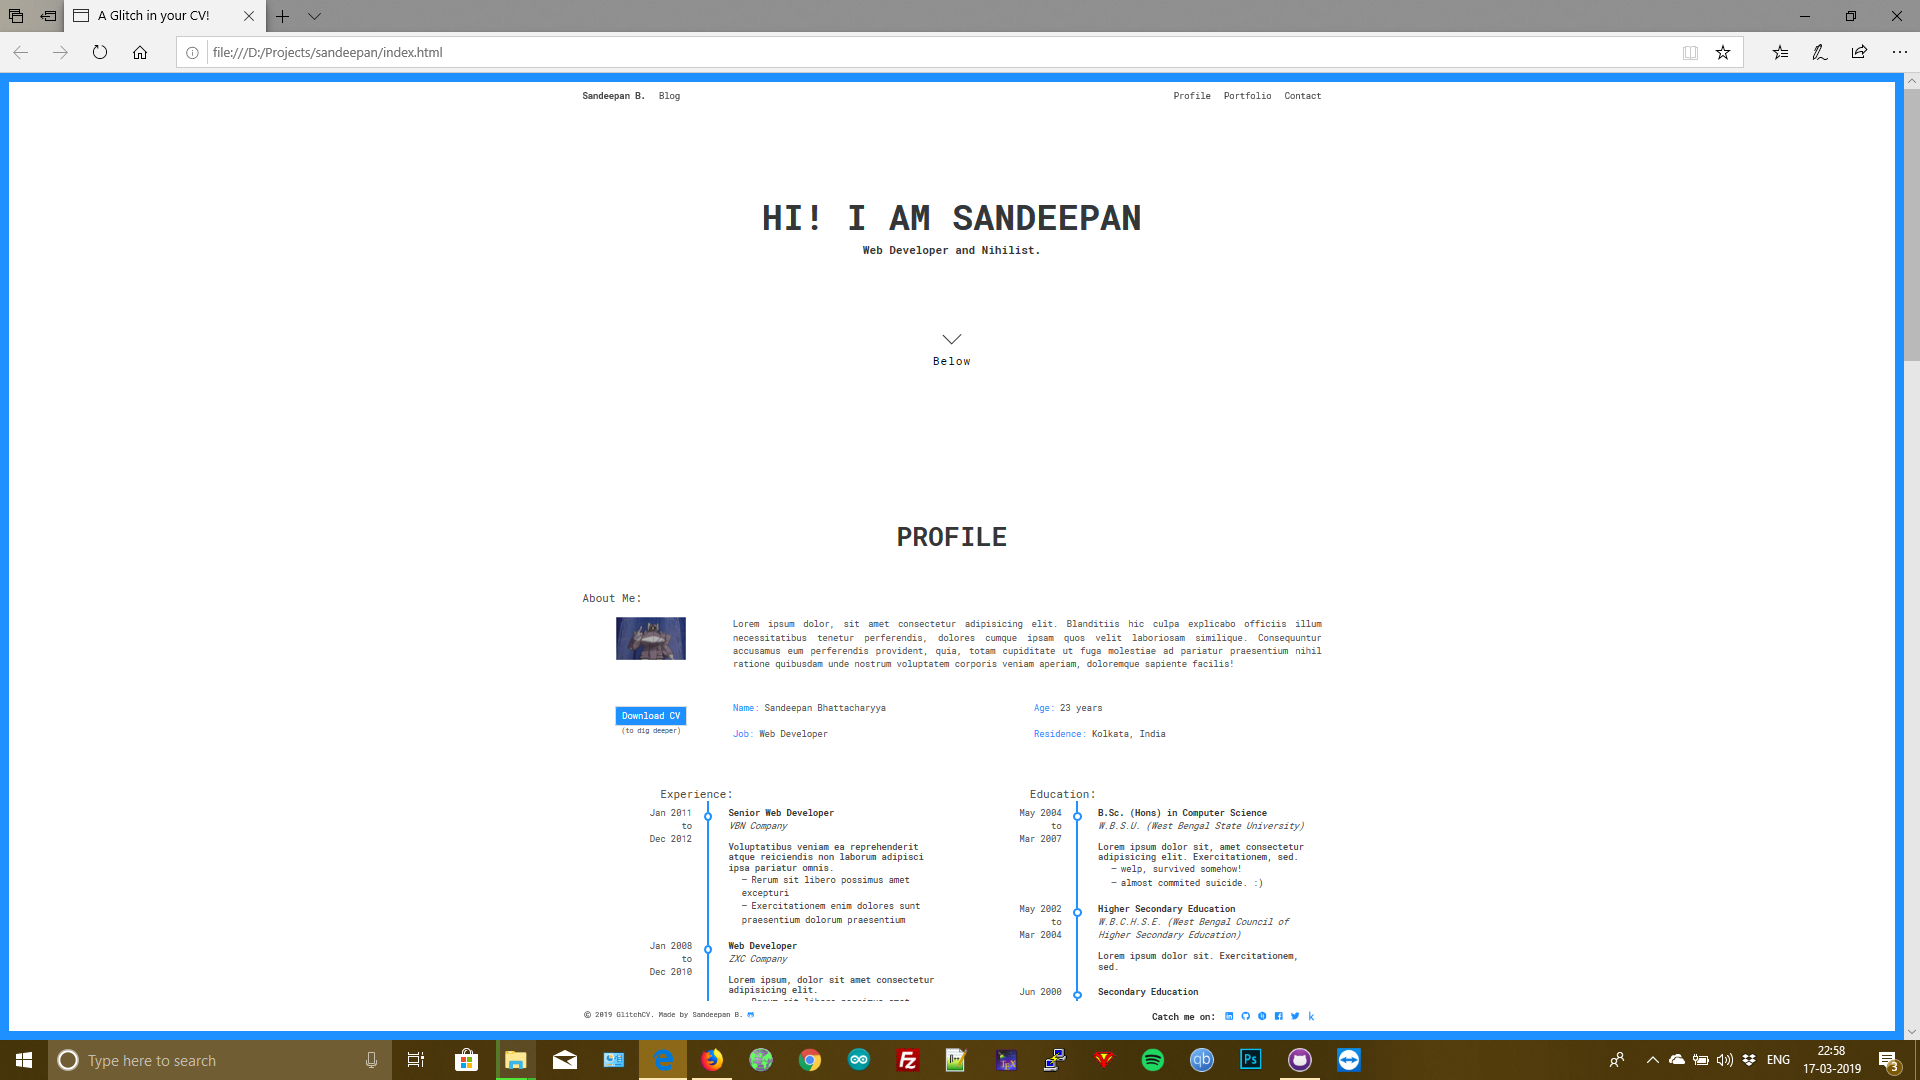 A Glitch in your CV!
file:///D:/Projects/sandeepan/index.html
Sandeepan B. Blog Profile Portfolio Contact
HI! I AM SANDEEPAN
Web Developer and Nihilist.
Below
PROFILE
About Me:
Lorem ipsum dolor, sit amet consectetur adipisicing elit. Blanditiis hic culpa explicabo officiis illum
necessitatibus tenetur perferendis, dolores cumque ipsam quos velit laboriosam similique. Consequuntur
accusamus eum perferendis provident, quia, totam cupiditate ut fuga molestiae ad pariatur praesentium nihil
ratione quibusdam unde nostrum voluptatem corporis veniam aperiam, doloremque sapiente facilis!
Download CV
(to dig deeper)
Name: Sandeepan Bhattacharyya
Age: 23 years
Job: Web Developer
Residence: Kolkata, India
Experience:
Jan 2011
to
Dec 2012
Senior Web Developer
VBN Company
Voluptatibus veniam ea reprehenderit
atque reiciendis non laborum adipisci
ipsa pariatur omnis.
– Rerum sit libero possimus amet
excepturi
– Exercitationem enim dolores sunt
praesentium dolorum praesentium
Jan 2008
to
Dec 2010
Web Developer
ZXC Company
Lorem ipsum, dolor sit amet consectetur
adipisicing elit.
Education:
May 2004
to
Mar 2007
B.Sc. (Hons) in Computer Science
W.B.S.U. (West Bengal State University)
Lorem ipsum dolor sit, amet consectetur
adipisicing elit. Exercitationem, sed.
– welp, survived somehow!
– almost commited suicide. :)
May 2002
to
Mar 2004
Higher Secondary Education
W.B.C.H.S.E. (West Bengal Council of
Higher Secondary Education)
Lorem ipsum dolor sit. Exercitationem,
sed.
Jun 2000
Secondary Education
© 2019 GlitchCV. Made by Sandeepan B.
Catch me on:
Type here to search
ENG
22:58
17-03-2019
3